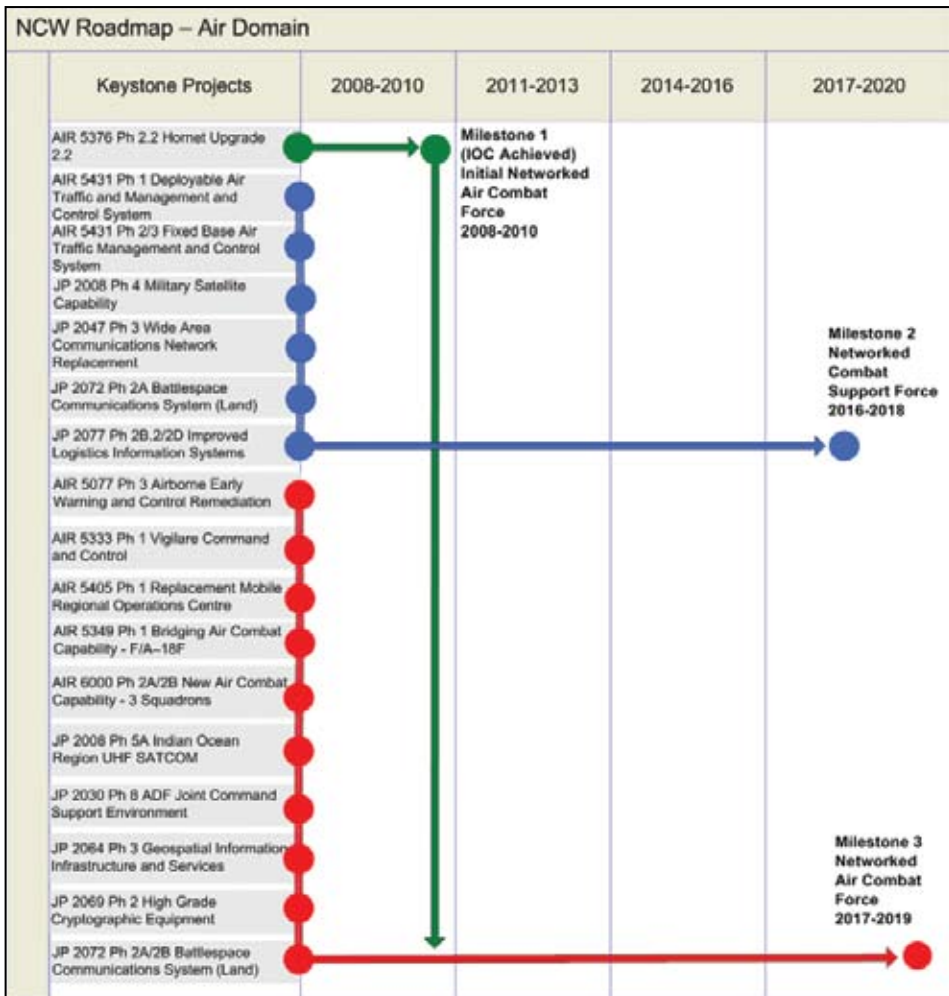 NCW Roadmap – Air Domain
Keystone Projects
2008-2010
2011-2013
2014-2016
2017-2020
AIR 5376 Ph 2.2 Hornet Upgrade
2.2
AIR 5431 Ph 1 Deployable Air
Traffic and Management and
Control System
AIR 5431 Ph 2/3 Fixed Base Air
Traffic Management and Control
System
JP 2008 Ph 4 Military Satellite
Capability
JP 2047 Ph 3 Wide Area
Communications Network
Replacement
JP 2072 Ph 2A Battlespace
Communications System (Land)
JP 2077 Ph 2B.2/2D Improved
Logistics Information Systems
AIR 5077 Ph 3 Airborne Early
Warning and Control Remediation
AIR 5333 Ph 1 Vigilare Command
and Control
AIR 5405 Ph 1 Replacement Mobile
Regional Operations Centre
AIR 5349 Ph 1 Bridging Air Combat
Capability - F/A–18F
AIR 6000 Ph 2A/2B New Air Combat
Capability - 3 Squadrons
JP 2008 Ph 5A Indian Ocean
Region UHF SATCOM
JP 2030 Ph 8 ADF Joint Command
Support Environment
JP 2064 Ph 3 Geospatial Information
Infrastructure and Services
JP 2069 Ph 2 High Grade
Cryptographic Equipment
JP 2072 Ph 2A/2B Battlespace
Communications System (Land)
Milestone 1
(IOC Achieved)
Initial Networked
Air Combat
Force
2008-2010
Milestone 2
Networked
Combat
Support Force
2016-2018
Milestone 3
Networked
Air Combat
Force
2017-2019